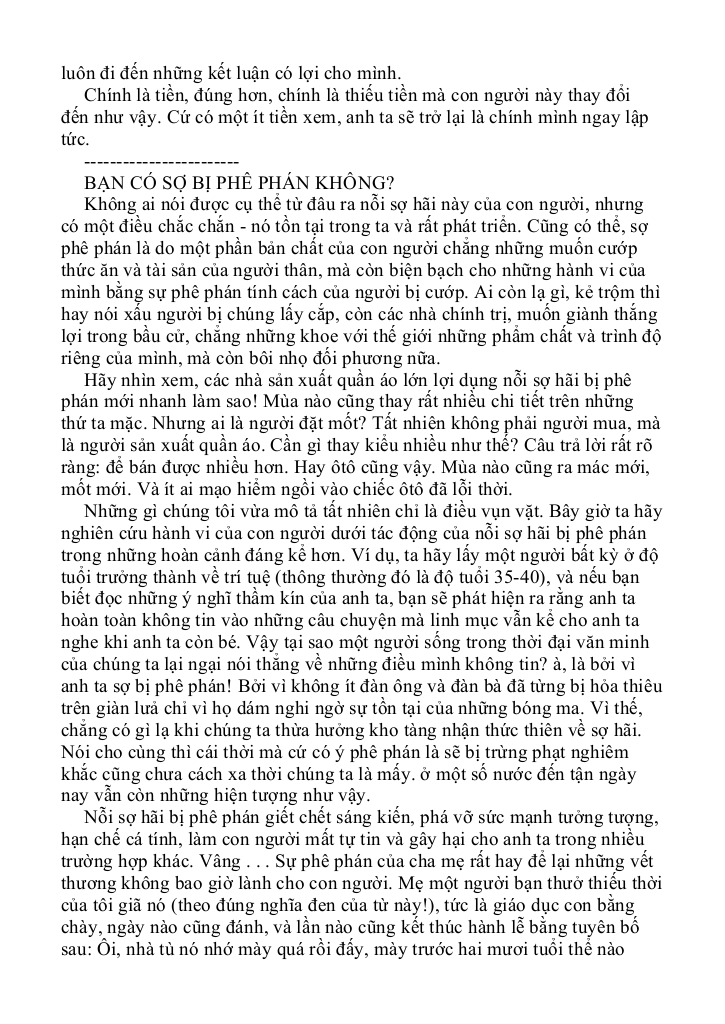 luôn đi đến những kết luận có lợi cho mình.
Chính là tiền, đúng hơn, chính là thiếu tiền mà con người này thay đổi
đến như vậy. Cứ có một ít tiền xem, anh ta sẽ trở lại là chính mình ngay lập
tức.
------------------------
BẠN CÓ SỢ BỊ PHÊ PHÁN KHÔNG?
Không ai nói được cụ thể từ đâu ra nỗi sợ hãi này của con người, nhưng
có một điều chắc chắn - nó tồn tại trong ta và rất phát triển. Cũng có thể, sợ
phê phán là do một phần bản chất của con người chẳng những muốn cướp
thức ăn và tài sản của người thân, mà còn biện bạch cho những hành vi của
mình bằng sự phê phán tính cách của người bị cướp. Ai còn lạ gì, kẻ trộm thì
hay nói xấu người bị chúng lấy cắp, còn các nhà chính trị, muốn giành thắng
lợi trong bầu cử, chẳng những khoe với thế giới những phẩm chất và trình độ
riêng của mình, mà còn bôi nhọ đối phương nữa.
Hãy nhìn xem, các nhà sản xuất quần áo lớn lợi dụng nỗi sợ hãi bị phê
phán mới nhanh làm sao! Mùa nào cũng thay rất nhiều chi tiết trên những
thứ ta mặc. Nhưng ai là người đặt mốt? Tất nhiên không phải người mua, mà
là người sản xuất quần áo. Cần gì thay kiểu nhiều như thế? Câu trả lời rất rõ
ràng: để bán được nhiều hơn. Hay ôtô cũng vậy. Mùa nào cũng ra mác mới,
mốt mới. Và ít ai mạo hiểm ngồi vào chiếc ôtô đã lỗi thời.
Những gì chúng tôi vừa mô tả tất nhiên chỉ là điều vụn vặt. Bây giờ ta hãy
nghiên cứu hành vi của con người dưới tác động của nỗi sợ hãi bị phê phán
trong những hoàn cảnh đáng kể hơn. Ví dụ, ta hãy lấy một người bất kỳ ở độ
tuổi trưởng thành về trí tuệ (thông thường đó là độ tuổi 35-40), và nếu bạn
biết đọc những ý nghĩ thầm kín của anh ta, bạn sẽ phát hiện ra rằng anh ta
hoàn toàn không tin vào những câu chuyện mà linh mục vẫn kể cho anh ta
nghe khi anh ta còn bé. Vậy tại sao một người sống trong thời đại văn minh
của chúng ta lại ngại nói thẳng về những điều mình không tin? à, là bởi vì
anh ta sợ bị phê phán! Bởi vì không ít đàn ông và đàn bà đã từng bị hỏa thiêu
trên giàn lửa chỉ vì họ dám nghi ngờ sự tồn tại của những bóng ma. Vì thế,
chẳng có gì lạ khi chúng ta thừa hưởng kho tàng nhận thức thiên về sợ hãi.
Nói cho cùng thì cái thời mà cứ có ý phê phán là sẽ bị trừng phạt nghiêm
khắc cũng chưa cách xa thời chúng ta là mấy. ở một số nước đến tận ngày
nay vẫn còn những hiện tượng như vậy.
Nỗi sợ hãi bị phê phán giết chết sáng kiến, phá vỡ sức mạnh tưởng tượng,
hạn chế cá tính, làm con người mất tự tin và gây hại cho anh ta trong nhiều
trường hợp khác. Vâng . . . Sự phê phán của cha mẹ rất hay để lại những vết
thương không bao giờ lành cho con người. Mẹ một người bạn thưở thiếu thời
của tôi giã nó (theo đúng nghĩa đen của từ này!), tức là giáo dục con bằng
chày, ngày nào cũng đánh, và lần nào cũng kết thúc hành lễ bằng tuyên bố
sau: Ôi, nhà tù nó nhớ mày quá rồi đấy, mày trước hai mươi tuổi thể nào